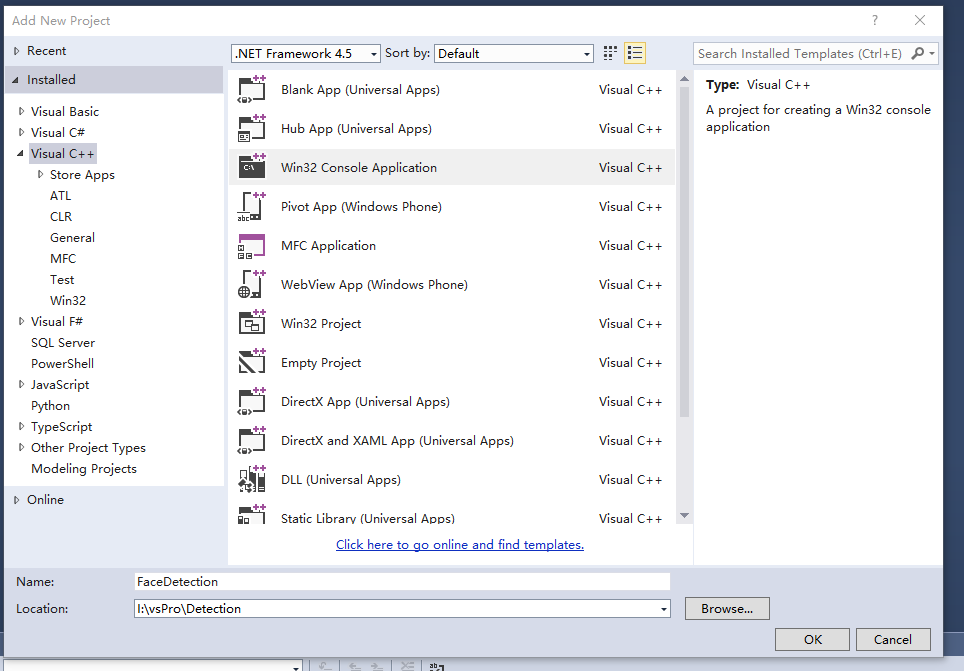 Add New Project
?
Recent
.NET Framework 4.5
Sort by:
Default
Search Installed Templates (Ctrl+E)
Installed
Visual Basic
Visual C#
Visual C++
Store Apps
ATL
CLR
General
MFC
Test
Win32
Visual F#
SQL Server
PowerShell
JavaScript
Python
TypeScript
Other Project Types
Modeling Projects
Online
Blank App (Universal Apps) Visual C++
Hub App (Universal Apps) Visual C++
Win32 Console Application Visual C++
Pivot App (Windows Phone) Visual C++
MFC Application Visual C++
WebView App (Windows Phone) Visual C++
Win32 Project Visual C++
Empty Project Visual C++
DirectX App (Universal Apps) Visual C++
DirectX and XAML App (Universal Apps) Visual C++
DLL (Universal Apps) Visual C++
Static Library (Universal Apps) Visual C++
Click here to go online and find templates.
Type: Visual C++
A project for creating a Win32 console
application
Name: FaceDetection
Location: I:\vsPro\Detection
Browse...
OK
Cancel